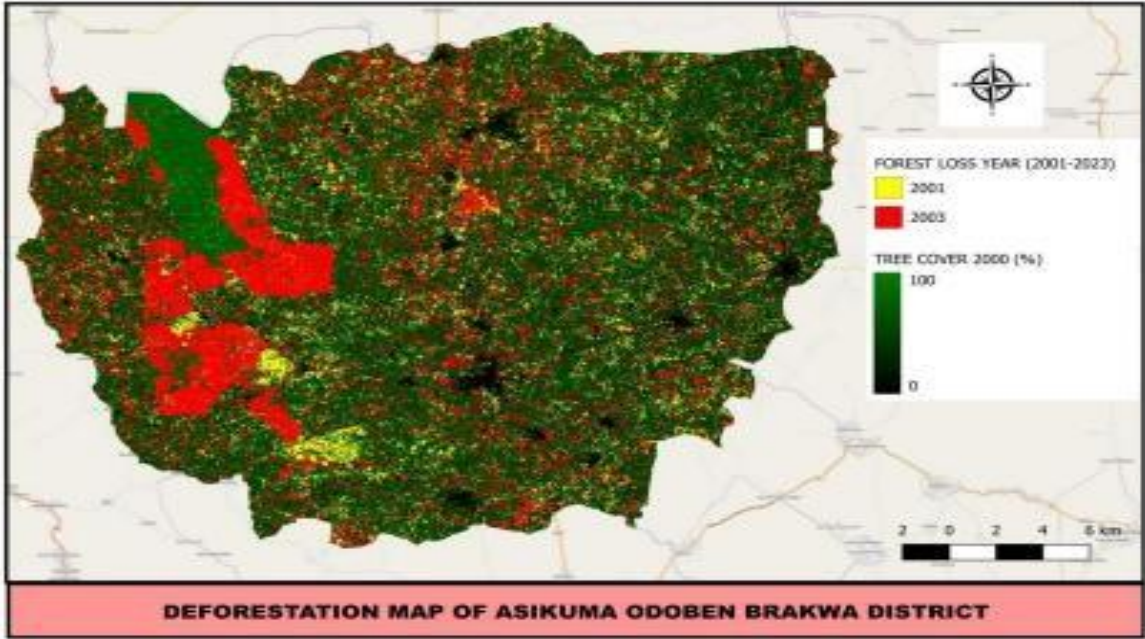 FOREST LOSS YEAR (2001-2023)
2001
2003
TREE COVER 2000 (%)
100
0
2 0 2 4 6 km
DEFORESTATION MAP OF ASIKUMA ODOBEN BRAKWA DISTRICT